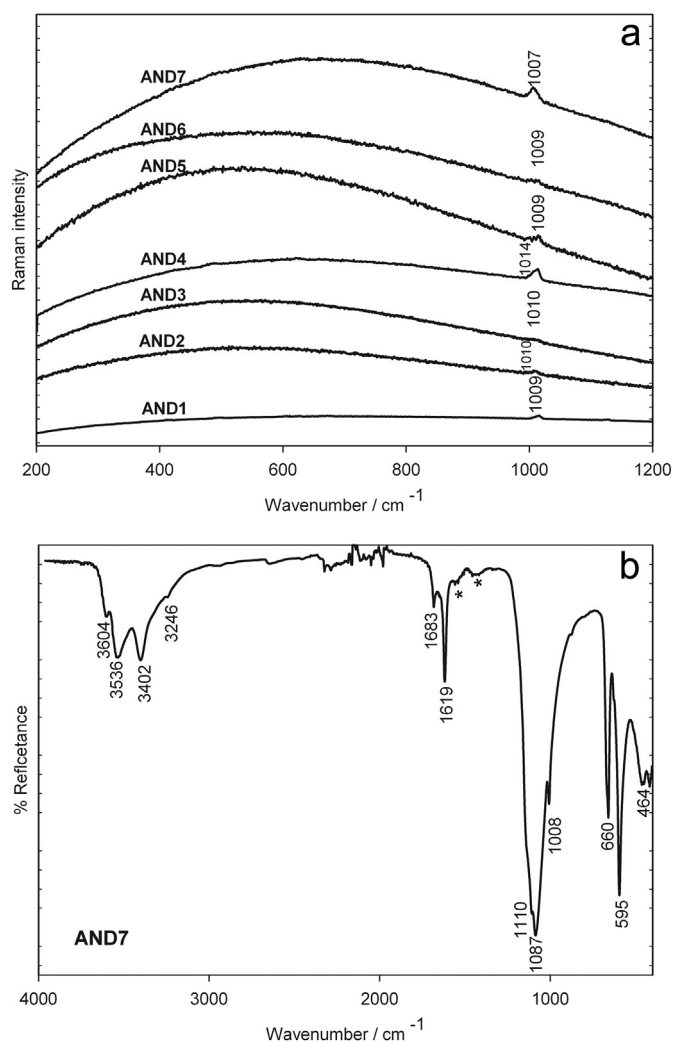 a
AND7
1007
AND6
1009
AND5
1009
1014
AND4
AND3
1010
1010
AND2
1009
AND1
Raman intensity
200 400 600 800 1000 1200
Wavenumber / cm -1
b
3604
3536
3402
3246
1683
1619
* *
1110
1087
1008
660
595
464
% Reflcetance
AND7
4000 3000 2000 1000
Wavenumber / cm -1